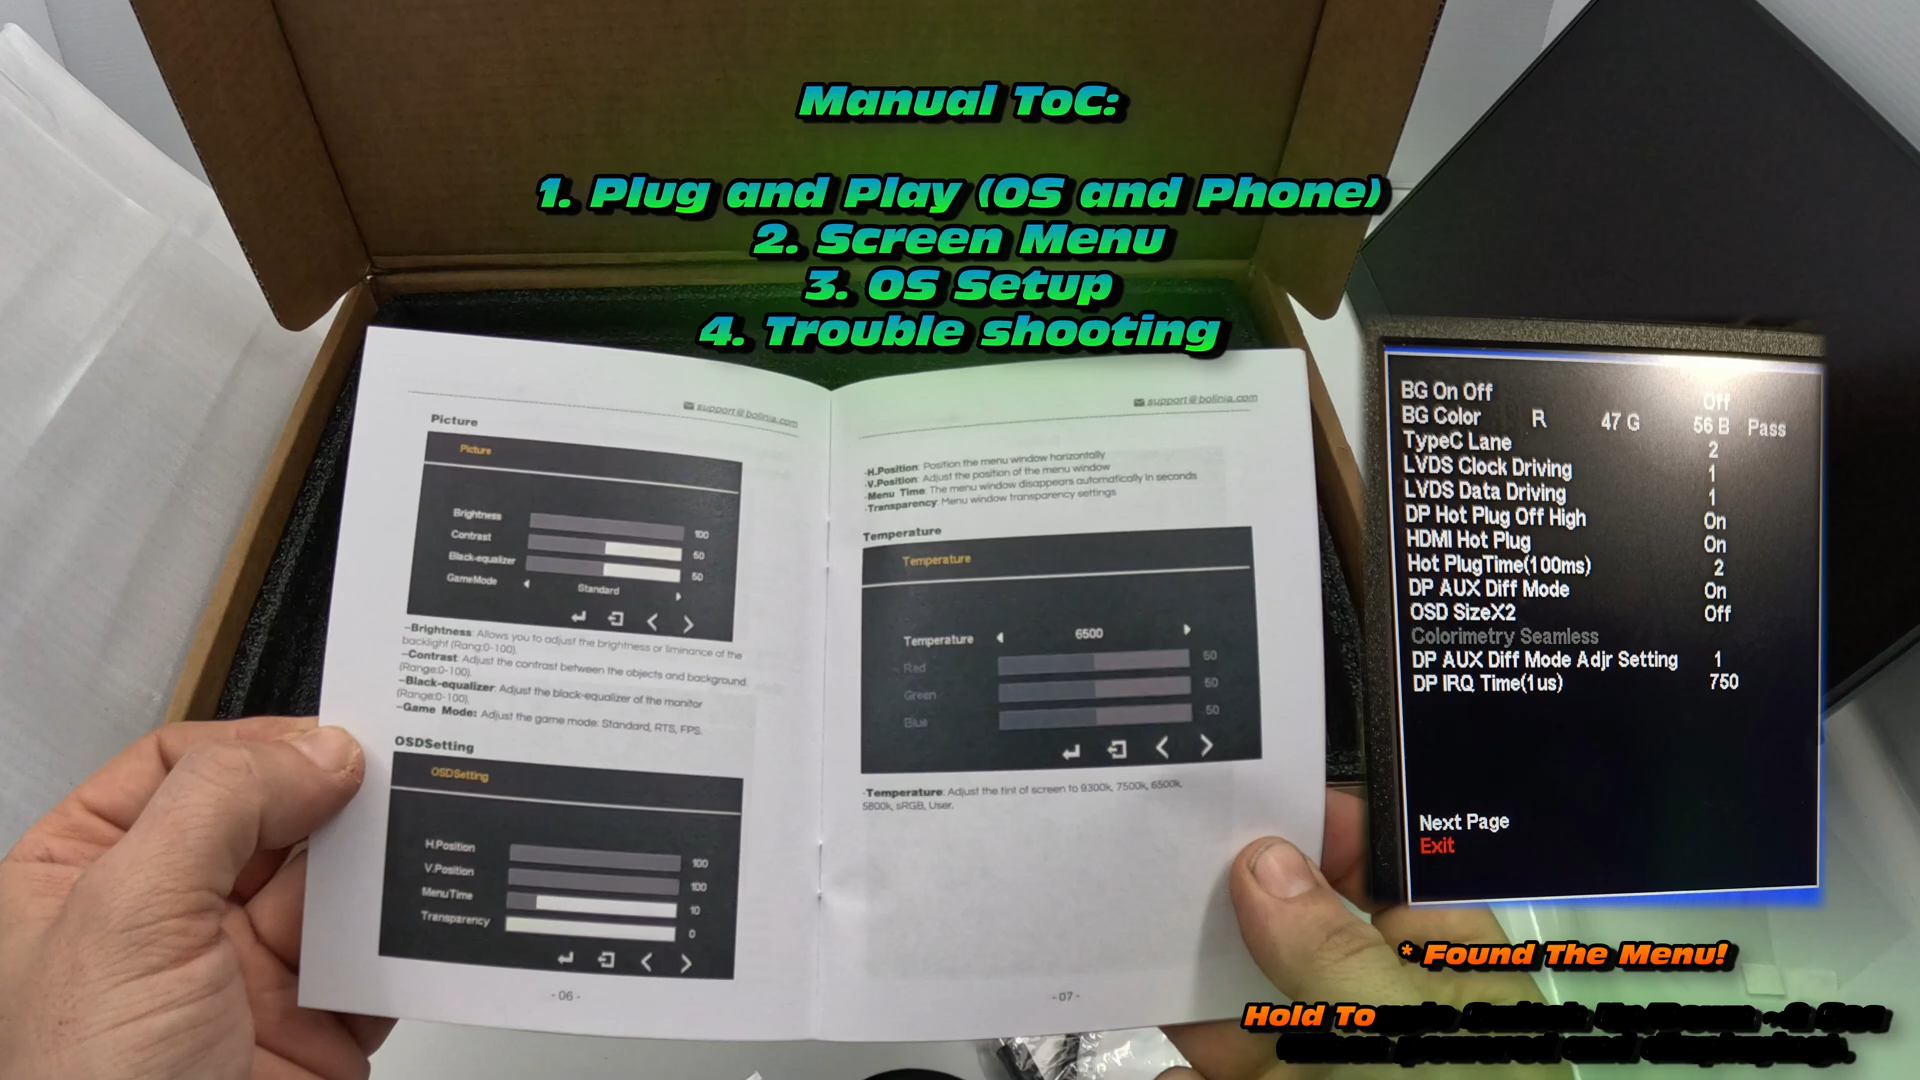 Manual ToC:
1. Plug and Play (OS and Phone)
2. Screen Menu
3. OS Setup
4. Trouble shooting
support@bolinia.com
Picture
Picture
Brightness 100
Contrast 50
Black-equalizer 50
GameMode Standard
-Brightness: Allows you to adjust the brightness or liminance of the
backlight (Rang:0-100).
-Contrast: Adjust the contrast between the objects and background.
(Range:0-100).
-Black-equalizer: Adjust the black-equalizer of the monitor
(Range:0-100).
-Game Mode: Adjust the game mode: Standard, RTS, FPS.
OSDSetting
OSDSetting
H.Position 100
V.Position 100
MenuTime 10
Transparency 0
- 06 -
support@bolinia.com
·H.Position: Position the menu window horizontally
·V.Position: Adjust the position of the menu window
·Menu Time: The menu window disappears automatically in seconds
·Transparency: Menu window transparency settings
Temperature
Temperature
Temperature 6500
Red 50
Green 50
Blue 50
·Temperature: Adjust the tint of screen to 9300k, 7500k, 6500k,
5800k, sRGB, User.
- 07 -
BG On Off Off
BG Color R 47 G 56 B Pass
TypeC Lane 2
LVDS Clock Driving 1
LVDS Data Driving 1
DP Hot Plug Off High On
HDMI Hot Plug On
Hot PlugTime(100ms) 2
DP AUX Diff Mode On
OSD SizeX2 Off
Colorimetry Seamless
DP AUX Diff Mode Adjr Setting 1
DP IRQ Time(1us) 750
Next Page
Exit
* Found The Menu!
Hold To